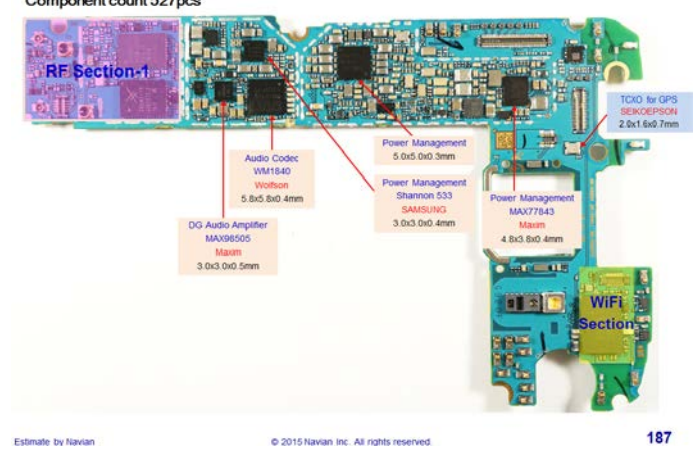 Component count 527pcs
RF Section-1
TCXO for GPS
SEIKOEPSON
2.0x1.6x0.7mm
Power Management
5.0x5.0x0.3mm
Audio Codec
WM1840
Wolfson
5.8x5.8x0.4mm
Power Management
Shannon 533
SAMSUNG
3.0x3.0x0.4mm
Power Management
MAX77843
Maxim
4.8x3.8x0.4mm
DG Audio Amplifier
MAX98505
Maxim
3.0x3.0x0.5mm
WiFi
Section
Estimate by Navian
© 2015 Navian Inc. All rights reserved.
187